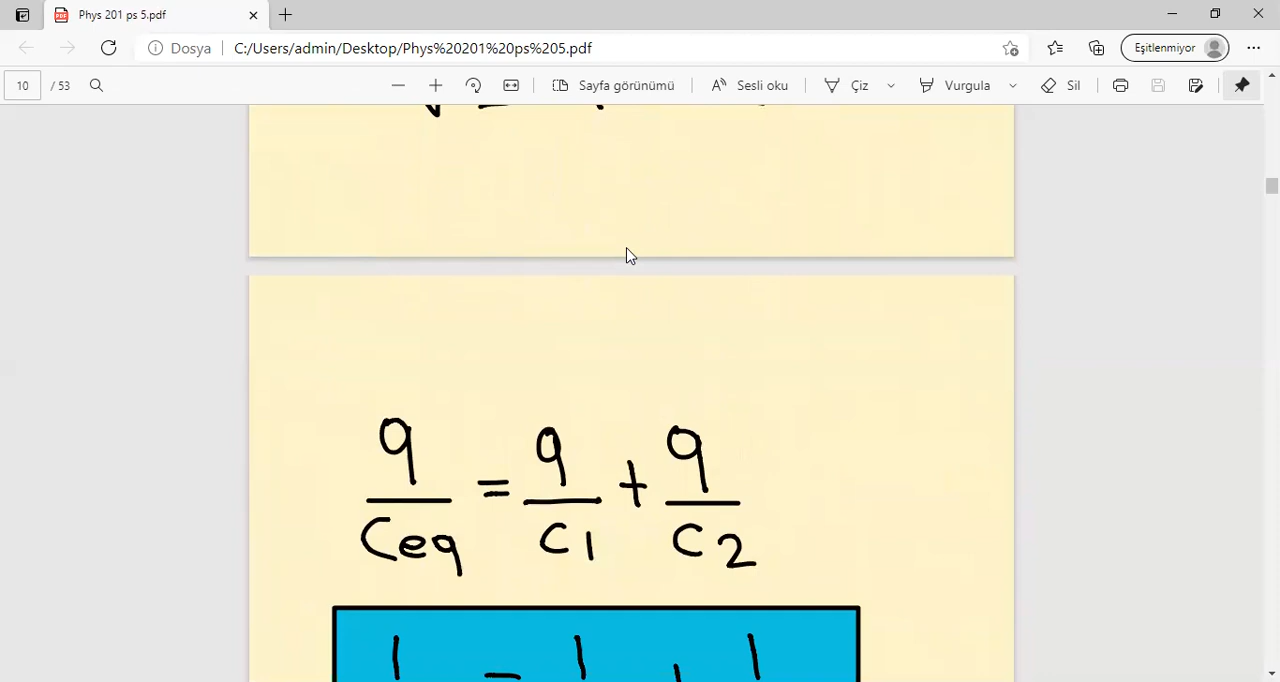 Phys 201 ps 5.pdf
Dosya C:/Users/admin/Desktop/Phys%20201%20ps%205.pdf Eşitlenmiyor
10 / 53 Sayfa görünümü Sesli oku Çiz Vurgula Sil
q/Ceq = q/C1 + q/C2